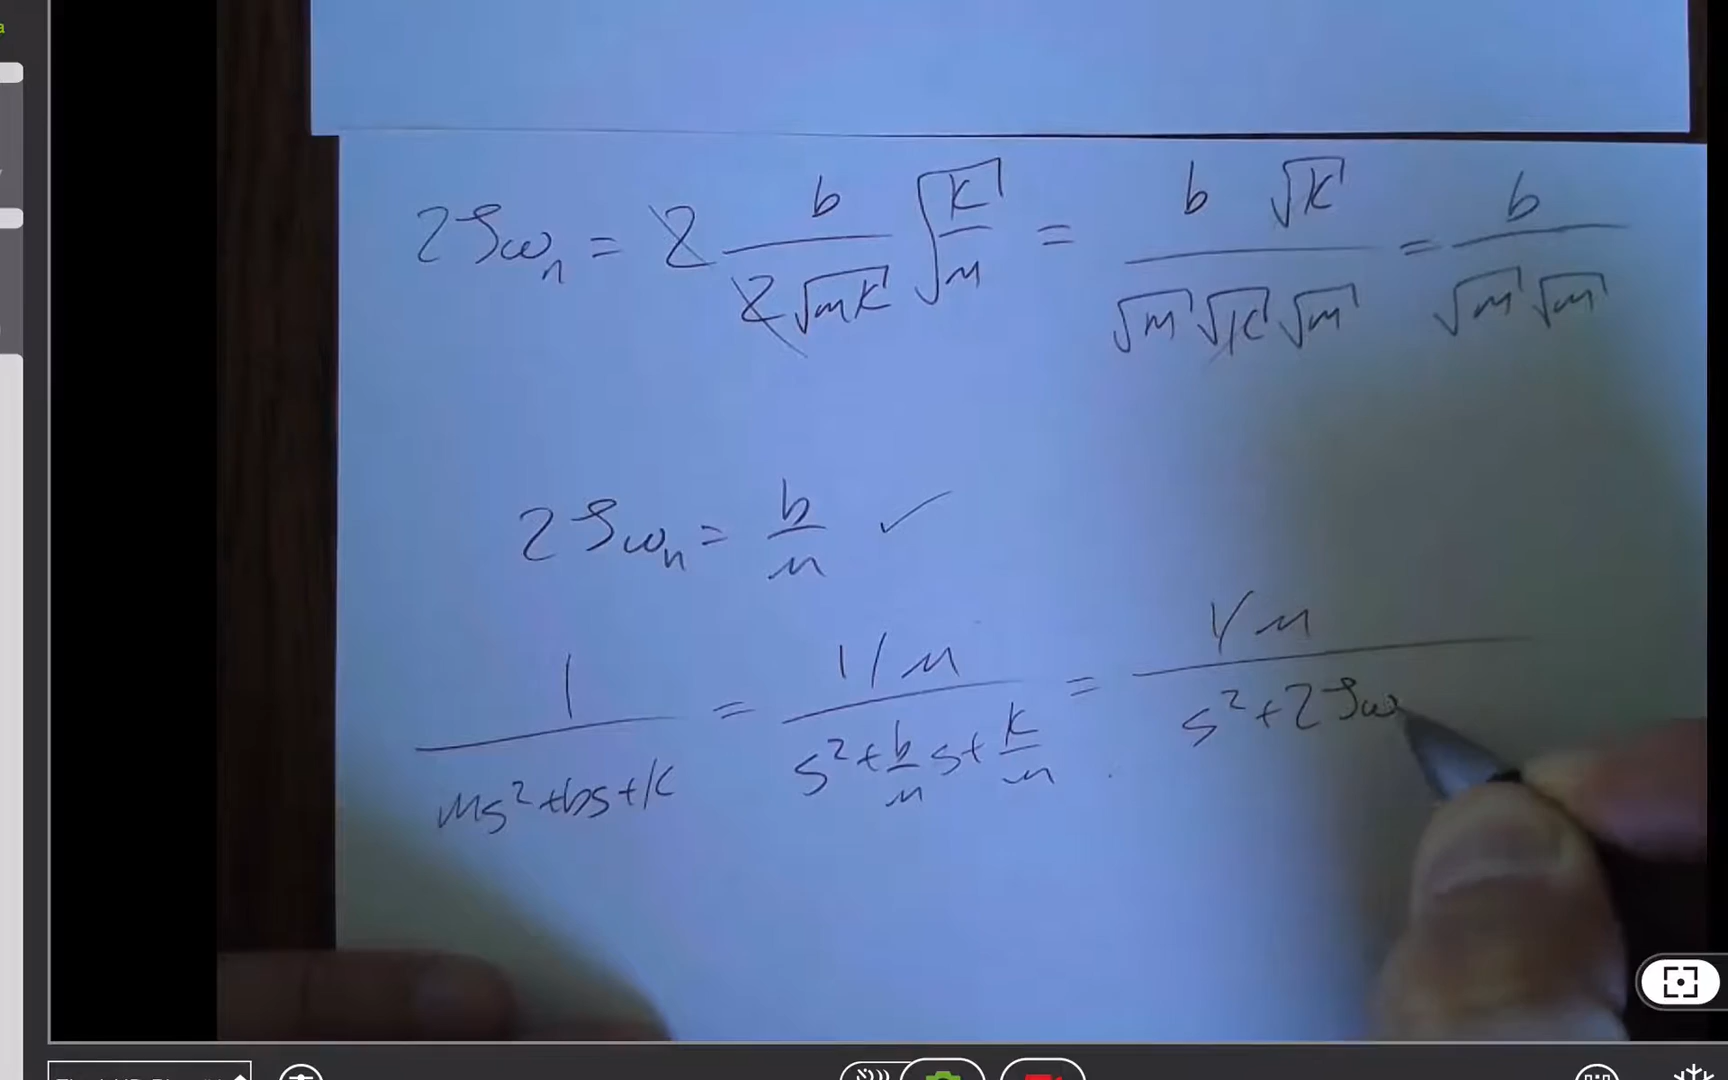 2ζω_n = 2 b / (2√(mk)) √(k/m) = b √k / (√m √k √m) = b / (√m √m)
2ζω_n = b/m ✓
1 / (ms² + bs + k) = 1/m / (s² + b/m s + k/m) = 1/m / (s² + 2ζω